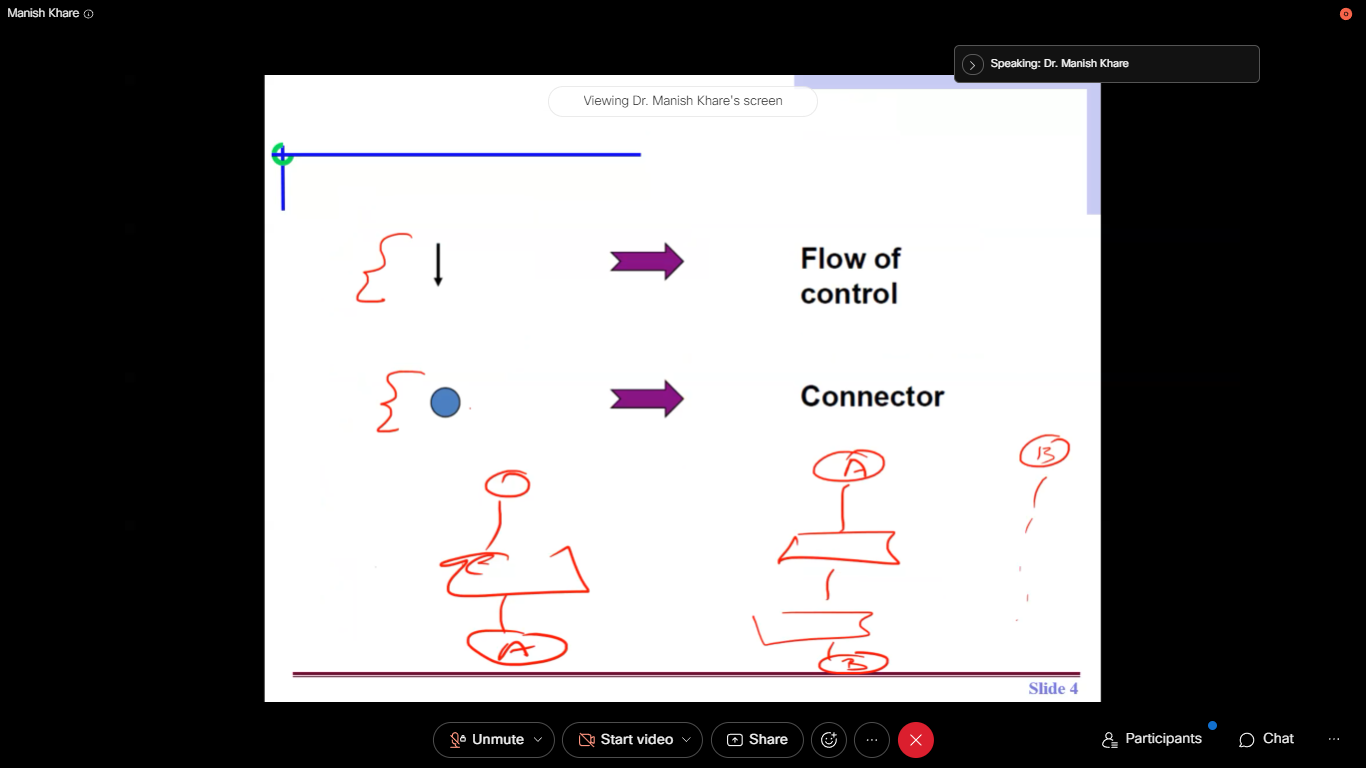 Manish Khare
Speaking: Dr. Manish Khare
Viewing Dr. Manish Khare's screen
Flow of
control
Connector
A
B
A
B
Slide 4
Unmute
Start video
Share
Participants
Chat